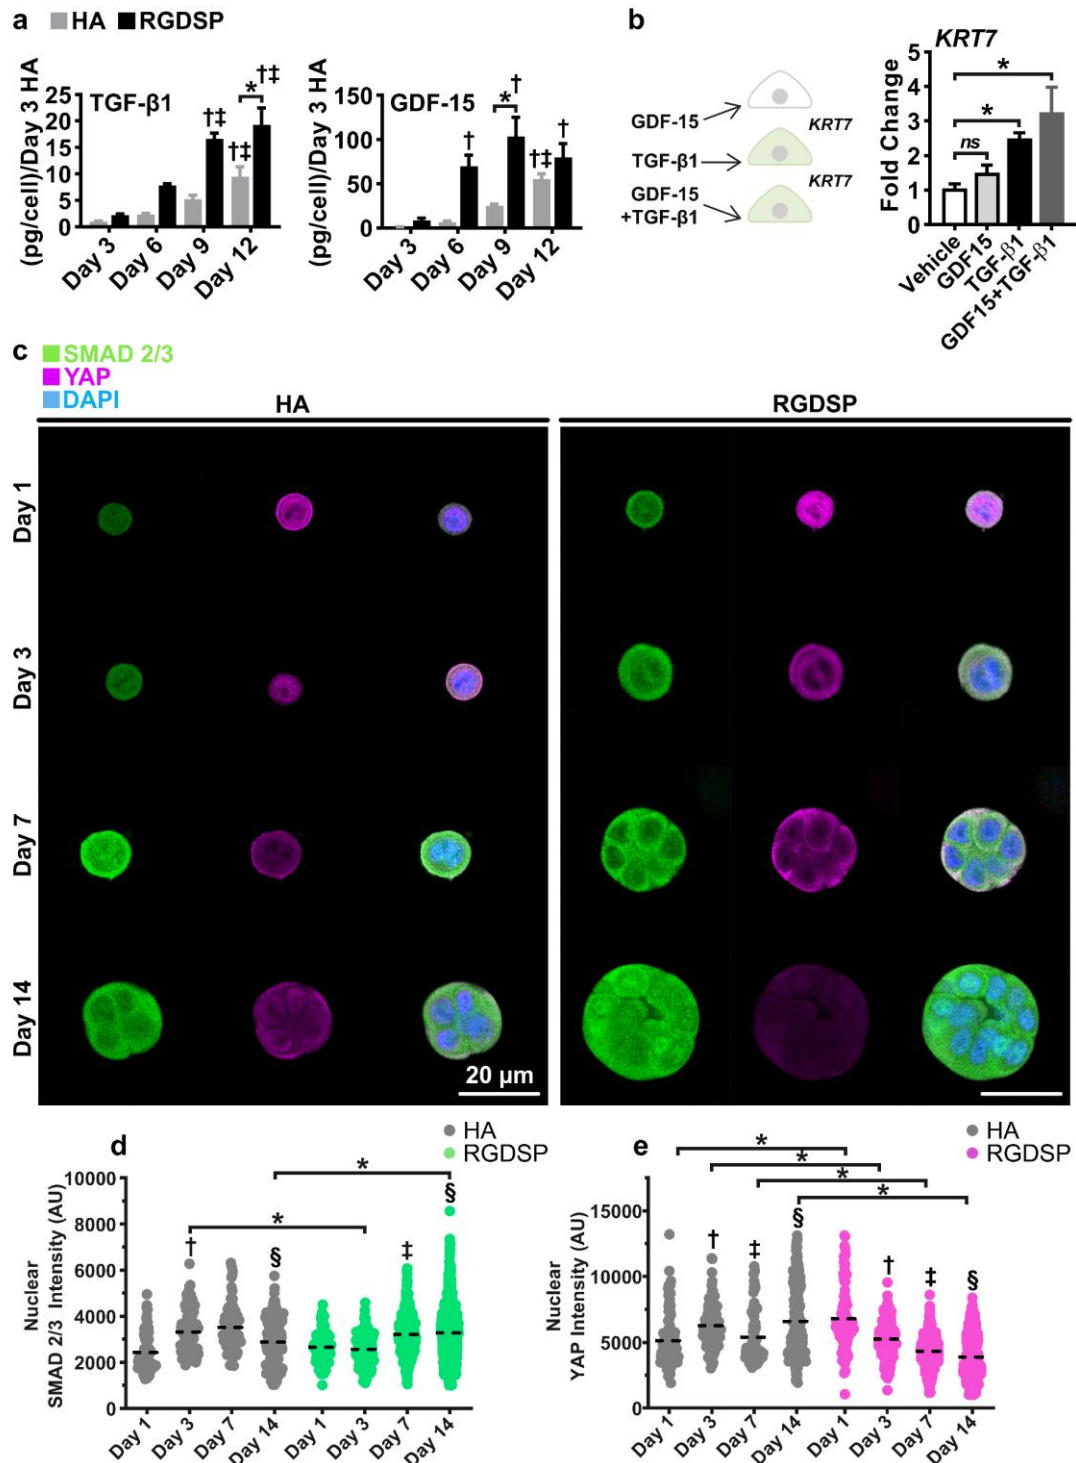 a HA RGDSP
(pg/cell)/Day 3 HA
TGF-β1
25
20
15
10
5
0
†‡
†‡
* †‡
Day 3 Day 6 Day 9 Day 12
(pg/cell)/Day 3 HA
GDF-15
150
100
50
0
†
* †
†‡
†
Day 3 Day 6 Day 9 Day 12
b
GDF-15
TGF-β1
GDF-15
+TGF-β1
KRT7
KRT7
KRT7
Fold Change
5
4
3
2
1
0
*
*
ns
Vehicle GDF15 TGF-β1 GDF15+TGF-β1
c SMAD 2/3
YAP
DAPI
HA RGDSP
Day 1
Day 3
Day 7
Day 14
20 µm
d HA
RGDSP
Nuclear
SMAD 2/3 Intensity (AU)
10000
8000
6000
4000
2000
0
*
*
† § ‡ §
Day 1 Day 3 Day 7 Day 14 Day 1 Day 3 Day 7 Day 14
e HA
RGDSP
Nuclear
YAP Intensity (AU)
15000
10000
5000
0
*
*
*
*
† ‡ § † ‡ §
Day 1 Day 3 Day 7 Day 14 Day 1 Day 3 Day 7 Day 14